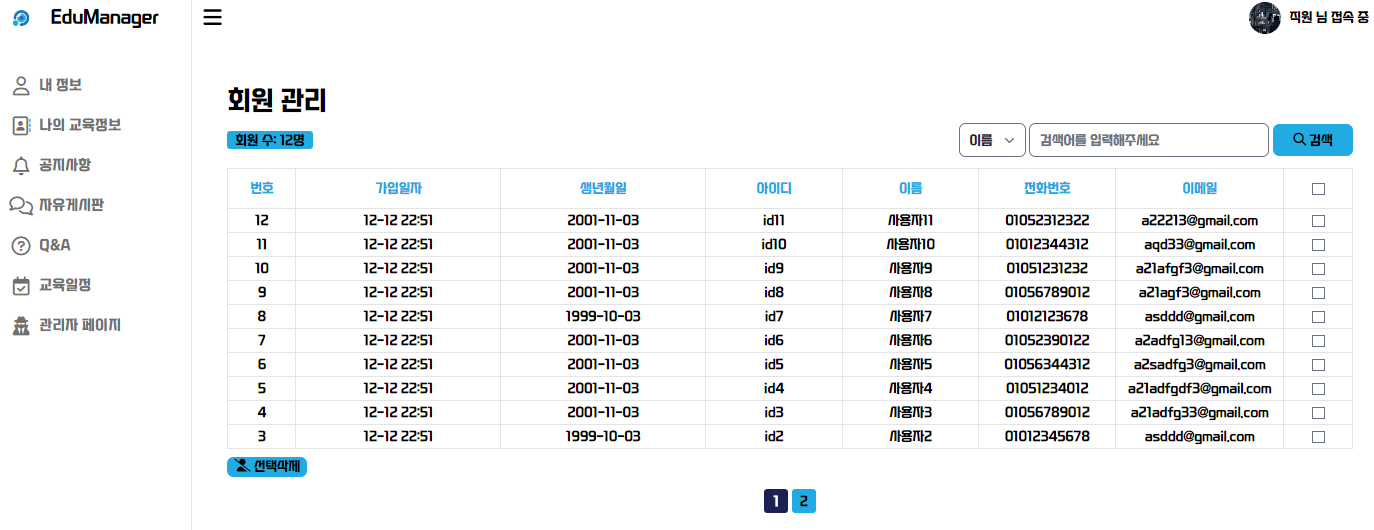 EduManager
직원 님 접속 중
내 정보
나의 교육정보
공지사항
자유게시판
Q&A
교육일정
관리자 페이지
회원 관리
회원 수: 12명
이름 검색어를 입력해주세요 검색
번호 가입일자 생년월일 아이디 이름 전화번호 이메일
12 12-12 22:51 2001-11-03 id11 사용자11 01052312322 a22213@gmail.com
11 12-12 22:51 2001-11-03 id10 사용자10 01012344312 aqd33@gmail.com
10 12-12 22:51 2001-11-03 id9 사용자9 01051231232 a21afgf3@gmail.com
9 12-12 22:51 2001-11-03 id8 사용자8 01056789012 a21agf3@gmail.com
8 12-12 22:51 1999-10-03 id7 사용자7 01012123678 asddd@gmail.com
7 12-12 22:51 2001-11-03 id6 사용자6 01052390122 a2adfg13@gmail.com
6 12-12 22:51 2001-11-03 id5 사용자5 01056344312 a2sadfg3@gmail.com
5 12-12 22:51 2001-11-03 id4 사용자4 01051234012 a21adfgdf3@gmail.com
4 12-12 22:51 2001-11-03 id3 사용자3 01056789012 a21adfg33@gmail.com
3 12-12 22:51 1999-10-03 id2 사용자2 01012345678 asddd@gmail.com
선택삭제
1 2